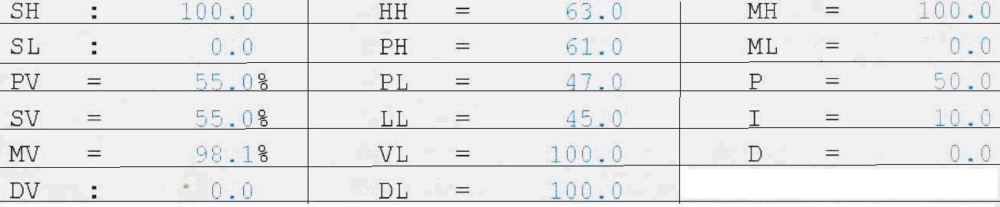 SH : 100.0 HH = 63.0 MH = 100.0
SL : 0.0 PH = 61.0 ML = 0.0
PV = 55.0% PL = 47.0 P = 50.0
SV = 55.0% LL = 45.0 I = 10.0
MV = 98.1% VL = 100.0 D = 0.0
DV : 0.0 DL = 100.0